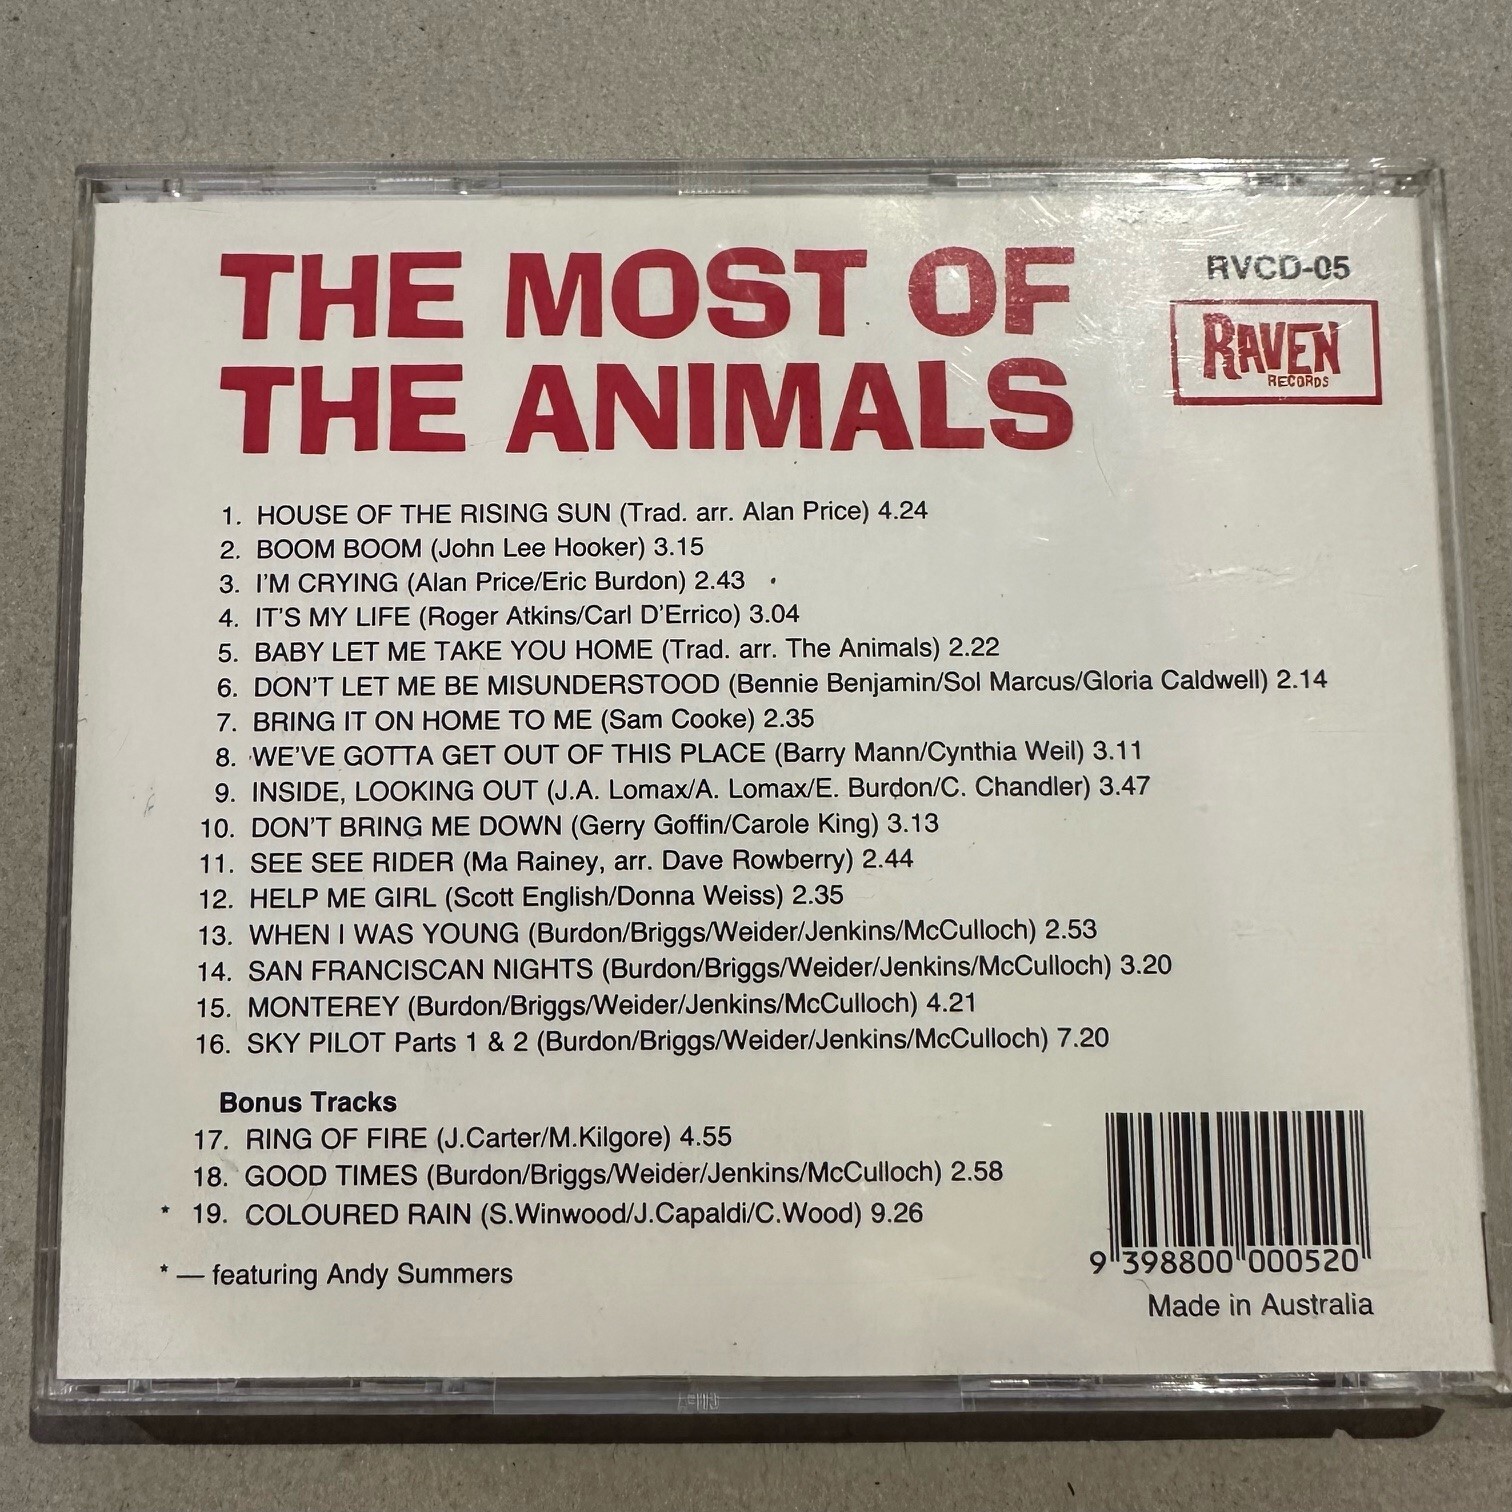 THE MOST OF
THE ANIMALS
RVCD-05
RAVEN
RECORDS
1. HOUSE OF THE RISING SUN (Trad. arr. Alan Price) 4.24
2. BOOM BOOM (John Lee Hooker) 3.15
3. I'M CRYING (Alan Price/Eric Burdon) 2.43
4. IT'S MY LIFE (Roger Atkins/Carl D'Errico) 3.04
5. BABY LET ME TAKE YOU HOME (Trad. arr. The Animals) 2.22
6. DON'T LET ME BE MISUNDERSTOOD (Bennie Benjamin/Sol Marcus/Gloria Caldwell) 2.14
7. BRING IT ON HOME TO ME (Sam Cooke) 2.35
8. WE'VE GOTTA GET OUT OF THIS PLACE (Barry Mann/Cynthia Weil) 3.11
9. INSIDE, LOOKING OUT (J.A. Lomax/A. Lomax/E. Burdon/C. Chandler) 3.47
10. DON'T BRING ME DOWN (Gerry Goffin/Carole King) 3.13
11. SEE SEE RIDER (Ma Rainey, arr. Dave Rowberry) 2.44
12. HELP ME GIRL (Scott English/Donna Weiss) 2.35
13. WHEN I WAS YOUNG (Burdon/Briggs/Weider/Jenkins/McCulloch) 2.53
14. SAN FRANCISCAN NIGHTS (Burdon/Briggs/Weider/Jenkins/McCulloch) 3.20
15. MONTEREY (Burdon/Briggs/Weider/Jenkins/McCulloch) 4.21
16. SKY PILOT Parts 1 & 2 (Burdon/Briggs/Weider/Jenkins/McCulloch) 7.20
Bonus Tracks
17. RING OF FIRE (J.Carter/M.Kilgore) 4.55
18. GOOD TIMES (Burdon/Briggs/Weider/Jenkins/McCulloch) 2.58
* 19. COLOURED RAIN (S.Winwood/J.Capaldi/C.Wood) 9.26
* — featuring Andy Summers
9 398800 000520
Made in Australia